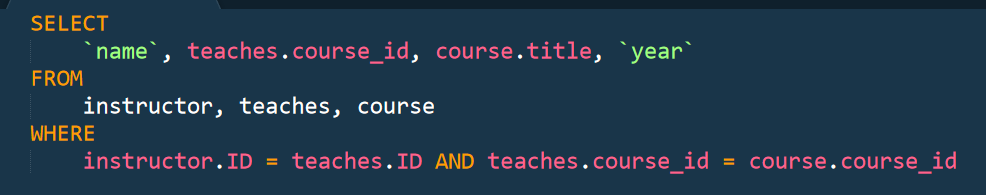 SELECT
`name`, teaches.course_id, course.title, `year`
FROM
instructor, teaches, course
WHERE
instructor.ID = teaches.ID AND teaches.course_id = course.course_id